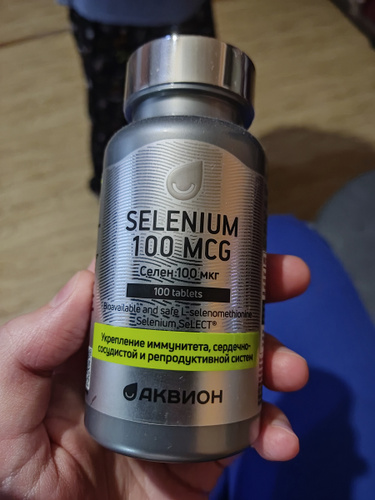 SELENIUM
100 MCG
Селен 100 мкг
100 tablets
Bioavailable and safe L-selenomethionine
Selenium SeLECT®
Укрепление иммунитета, сердечно-
сосудистой и репродуктивной систем
АКВИОН